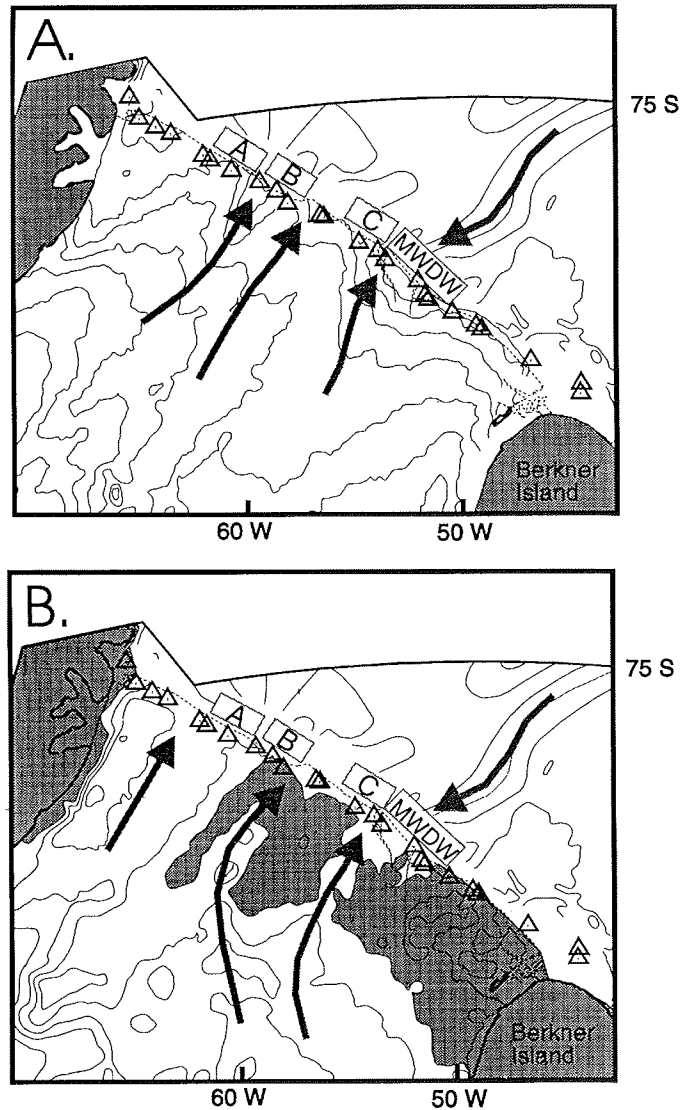 A.
75 S
A
B
C
MWDW
Berkner
Island
60 W
50 W
B.
75 S
A
B
C
MWDW
Berkner
Island
60 W
50 W